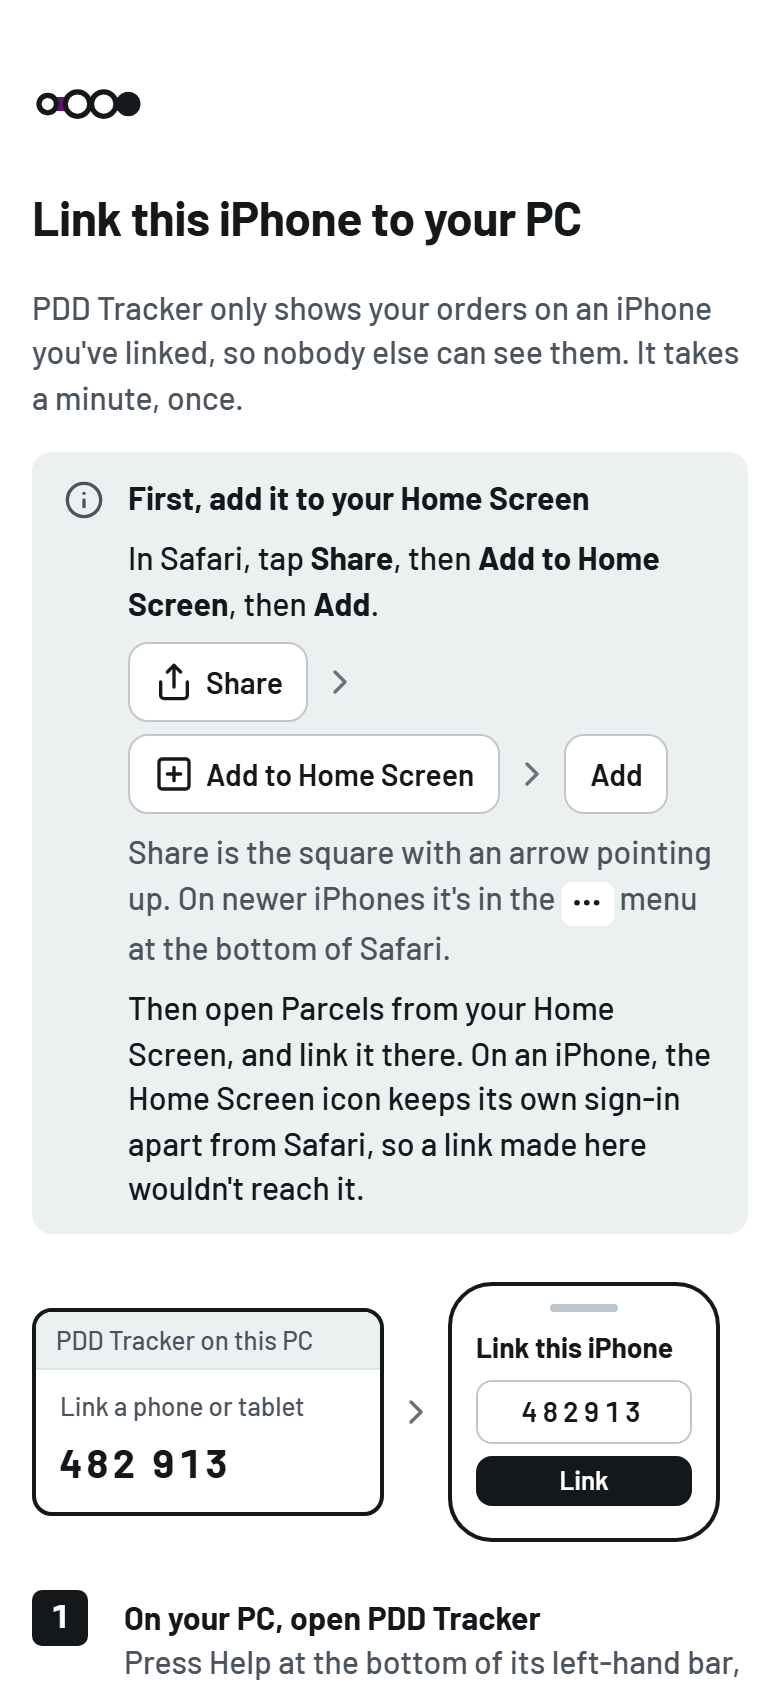 Link this iPhone to your PC
PDD Tracker only shows your orders on an iPhone
you've linked, so nobody else can see them. It takes
a minute, once.
First, add it to your Home Screen
In Safari, tap Share, then Add to Home
Screen, then Add.
Share
Add to Home Screen
Add
Share is the square with an arrow pointing
up. On newer iPhones it's in the ••• menu
at the bottom of Safari.
Then open Parcels from your Home
Screen, and link it there. On an iPhone, the
Home Screen icon keeps its own sign-in
apart from Safari, so a link made here
wouldn't reach it.
PDD Tracker on this PC
Link a phone or tablet
482 913
Link this iPhone
482913
Link
1
On your PC, open PDD Tracker
Press Help at the bottom of its left-hand bar,